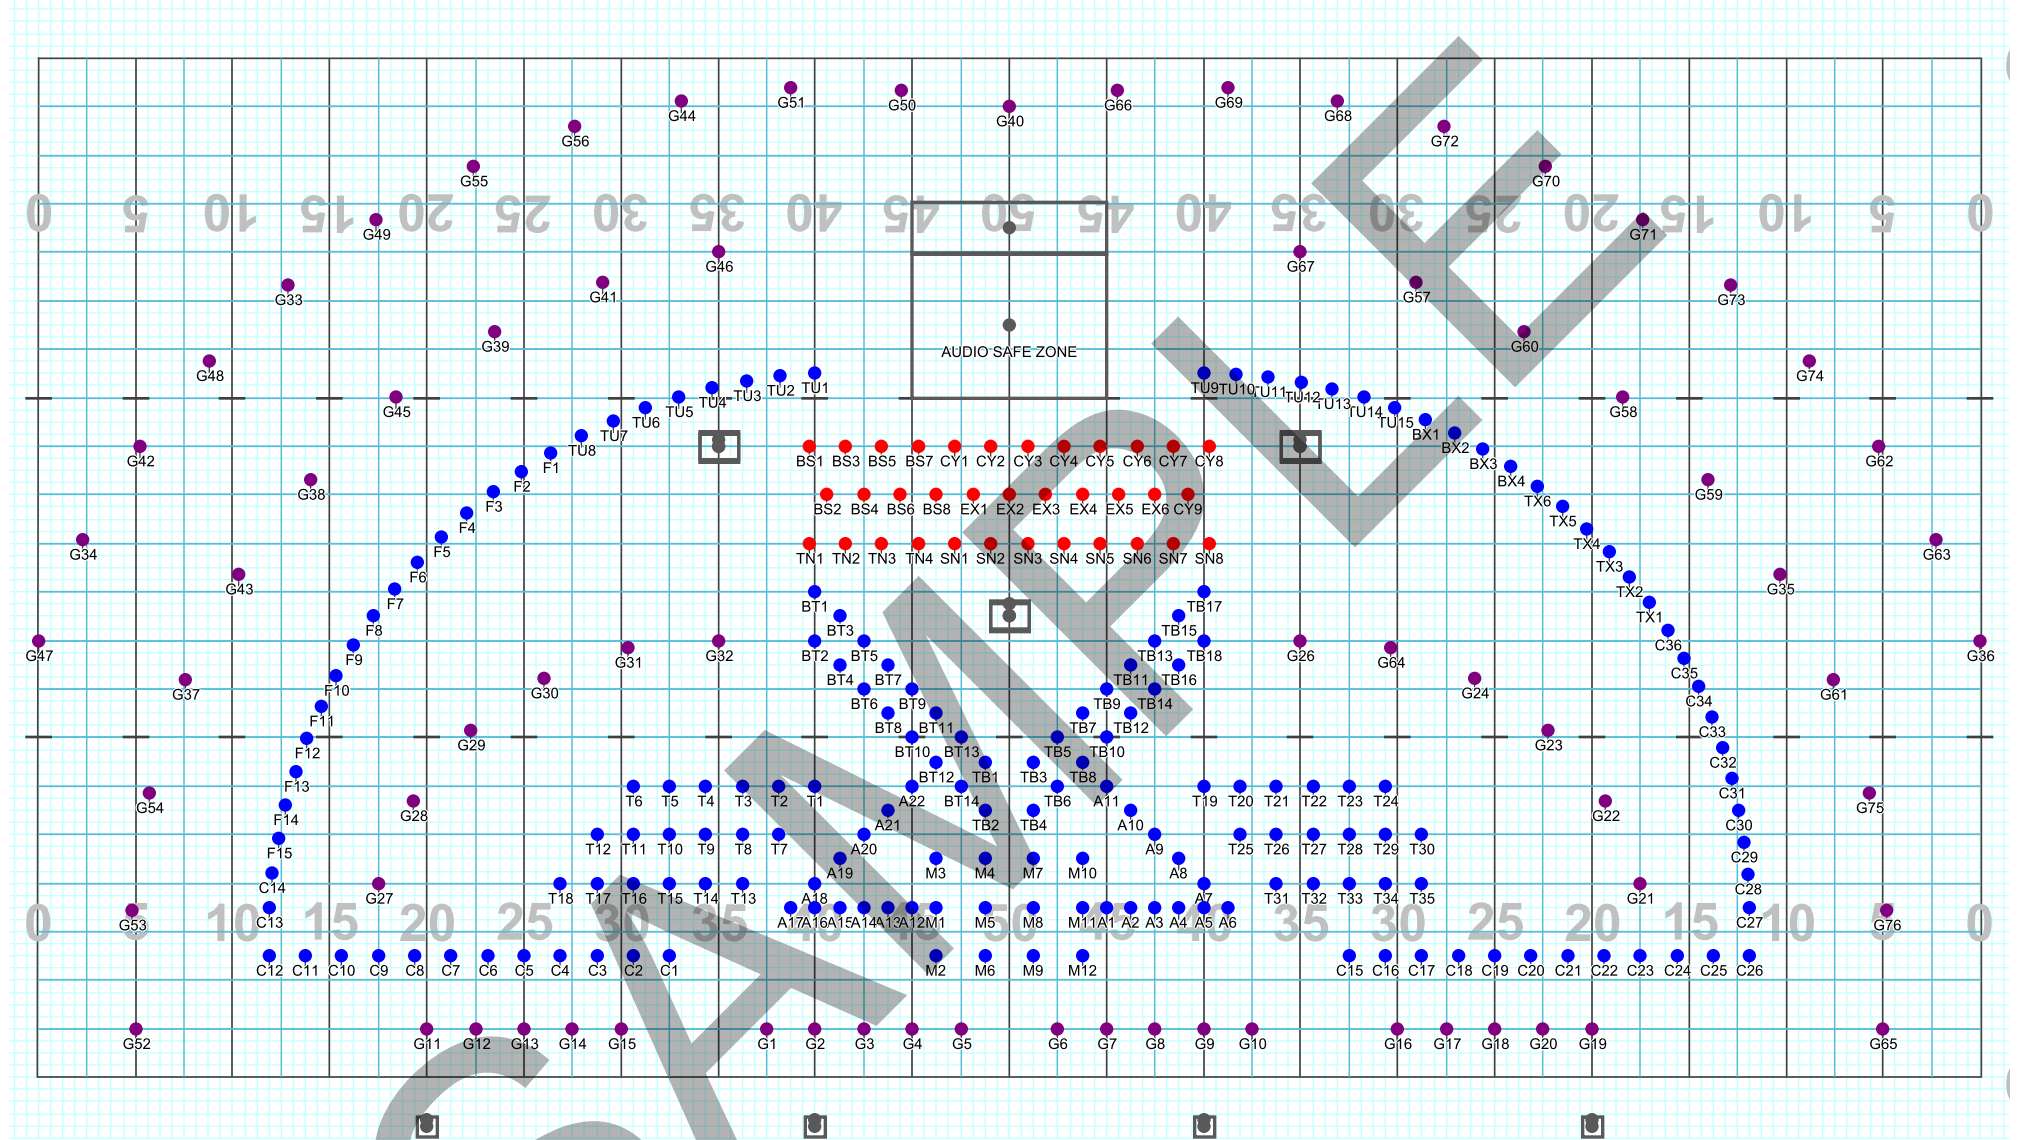 G51 G50 G66 G69
G44 G40 G68
G56 G72
G55 G70
0 5 10 15 20 25 30 35 40 45 50 45 40 35 30 25 20 15 10 5 0
G49 G71
G46 G67
G33 G41 G57 G73
G39 G60
AUDIO SAFE ZONE
G48 G74
TU4 TU3 TU2 TU1 TU9 TU10 TU11 TU12 TU13
G45 TU7 TU6 TU5 TU14 TU15 BX1 G58
G42 F1 TU8 BS1 BS3 BS5 BS7 CY1 CY2 CY3 CY4 CY5 CY6 CY7 CY8 BX2 BX3 G62
G38 F3 F2 BX4 TX6 G59
BS2 BS4 BS6 BS8 EX1 EX2 EX3 EX4 EX5 EX6 CY9
F4 TX5
G34 F5 TN1 TN2 TN3 TN4 SN1 SN2 SN3 SN4 SN5 SN6 SN7 SN8 TX4 TX3 G63
G43 F6 TX2 G35
F7 BT1 TB17 TX1
F8 BT3 TB15
G47 F9 G31 G32 BT2 BT5 TB13 TB18 G26 G64 C36 C35 G36
G37 F10 G30 BT4 BT7 TB11 TB16 G24 C34 G61
F11 BT6 BT9 TB9 TB14
F12 G29 BT8 BT11 TB7 TB12 G23 C33
BT10 BT13 TB5 TB10
F13 BT12 TB1 TB3 TB8 C32
G54 F14 G28 T6 T5 T4 T3 T2 T1 A22 BT14 TB6 A11 T19 T20 T21 T22 T23 T24 G22 C31 G75
A21 TB2 TB4 A10 C30
F15 T12 T11 T10 T9 T8 T7 A20 A9 T25 T26 T27 T28 T29 T30 C29
C14 A19 M3 M4 M7 M10 A8 C28
G27 T18 T17 T16 T15 T14 T13 A18 A7 T31 T32 T33 T34 T35 G21
G53 C13 A17 A16 A15 A14 A13 A12 M1 M5 M8 M11 A1 A2 A3 A4 A5 A6 C27 G76
0 5 10 15 20 25 30 35 40 45 50 45 40 35 30 25 20 15 10 5 0
C12 C11 C10 C9 C8 C7 C6 C5 C4 C3 C2 C1 M2 M6 M9 M12 C15 C16 C17 C18 C19 C20 C21 C22 C23 C24 C25 C26
G52 G11 G12 G13 G14 G15 G1 G2 G3 G4 G5 G6 G7 G8 G9 G10 G16 G17 G18 G20 G19 G65
SAMPLE